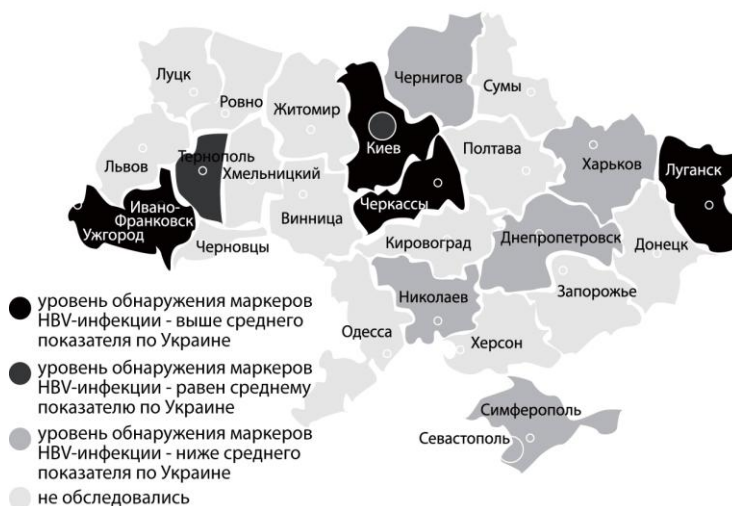 Чернигов
Сумы
Луцк
Ровно
Житомир
Киев
Полтава
Харьков
Луганск
Львов
Тернополь
Хмельницкий
Черкассы
Ивано-
Франковск
Ужгород
Винница
Черновцы
Кировоград
Днепропетровск
Донецк
Николаев
Запорожье
Одесса
Херсон
Симферополь
Севастополь
уровень обнаружения маркеров
HBV-инфекции - выше среднего
показателя по Украине
уровень обнаружения маркеров
HBV-инфекции - равен среднему
показателю по Украине
уровень обнаружения маркеров
HBV-инфекции - ниже среднего
показателя по Украине
не обследовались